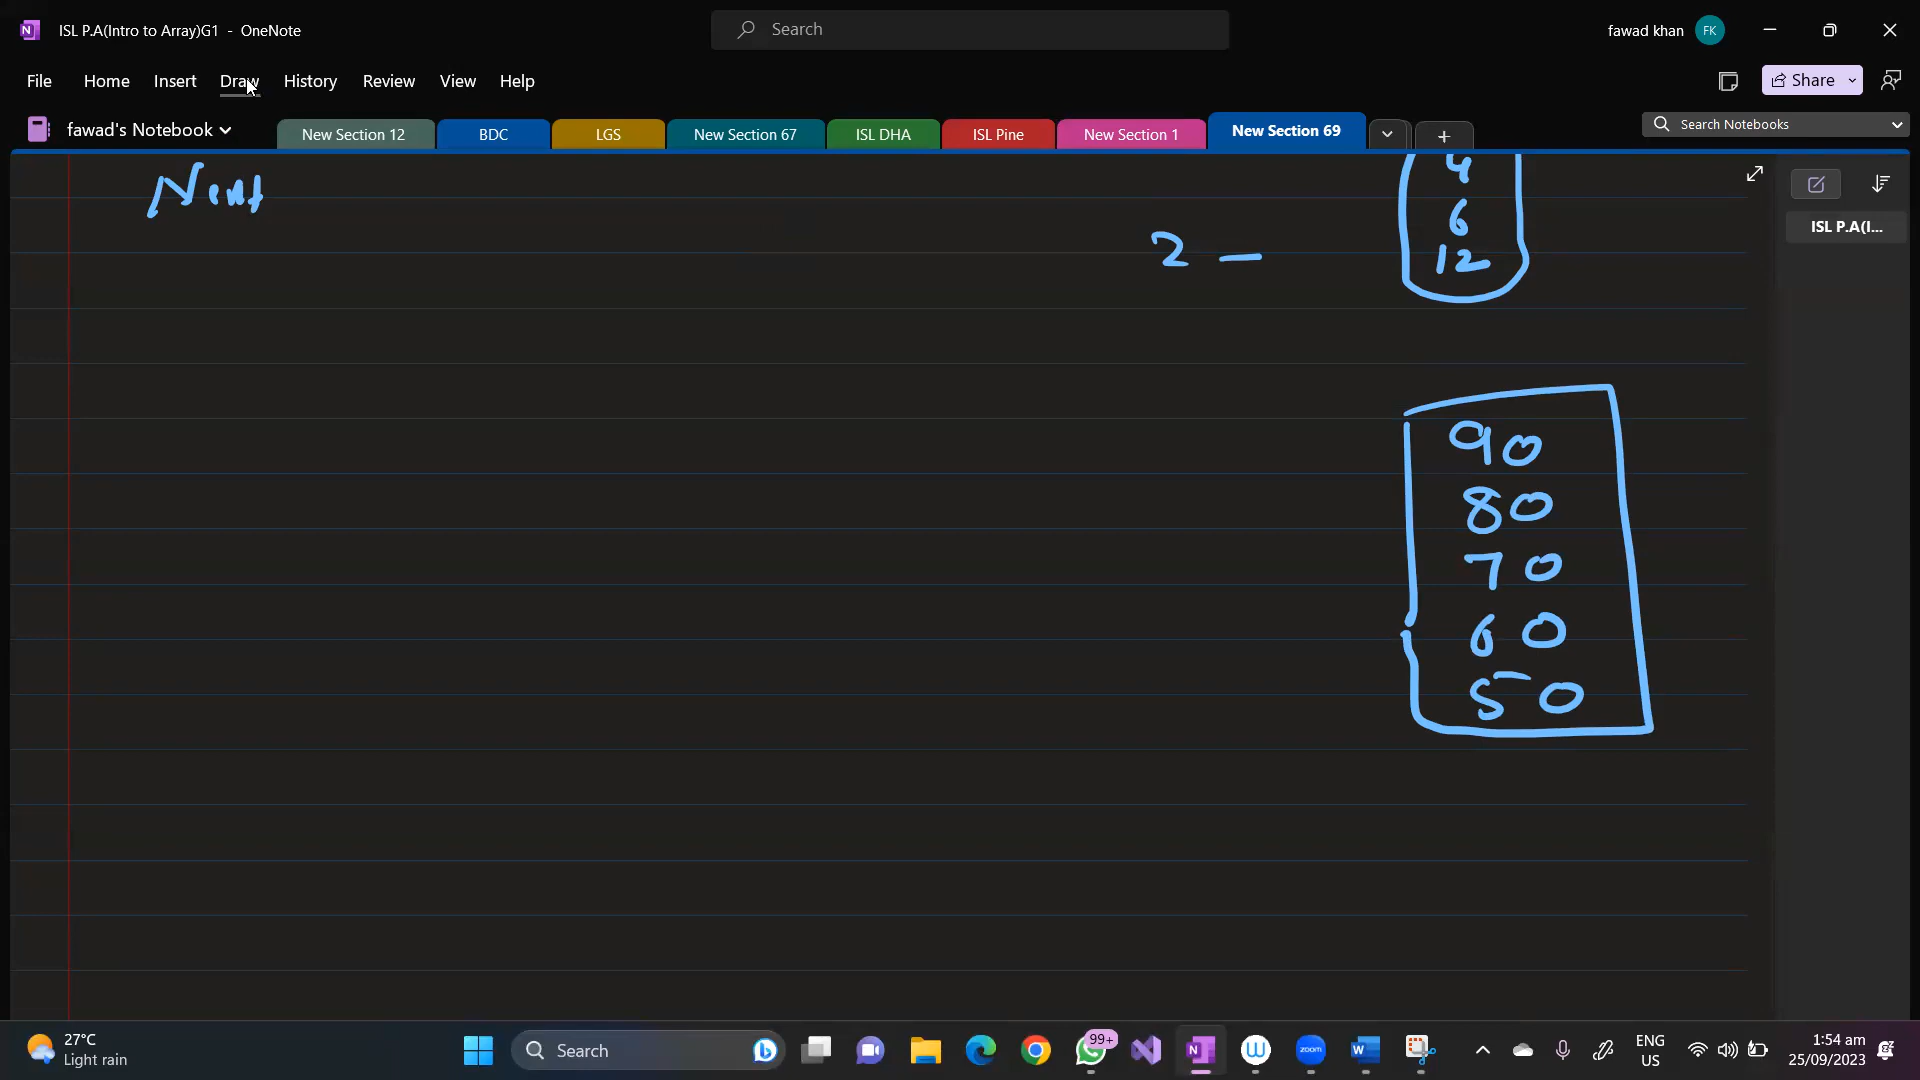 ISL P.A(Intro to Array)G1 - OneNote
Search
fawad khan
FK
File Home Insert Draw History Review View Help
Share
fawad's Notebook
New Section 12
BDC
LGS
New Section 67
ISL DHA
ISL Pine
New Section 1
New Section 69
+
Search Notebooks
ISL P.A(I...
Next
4
6
2 –
12
90
80
70
60
50
27°C
Light rain
Search
99+
zoom
ENG
US
1:54 am
25/09/2023